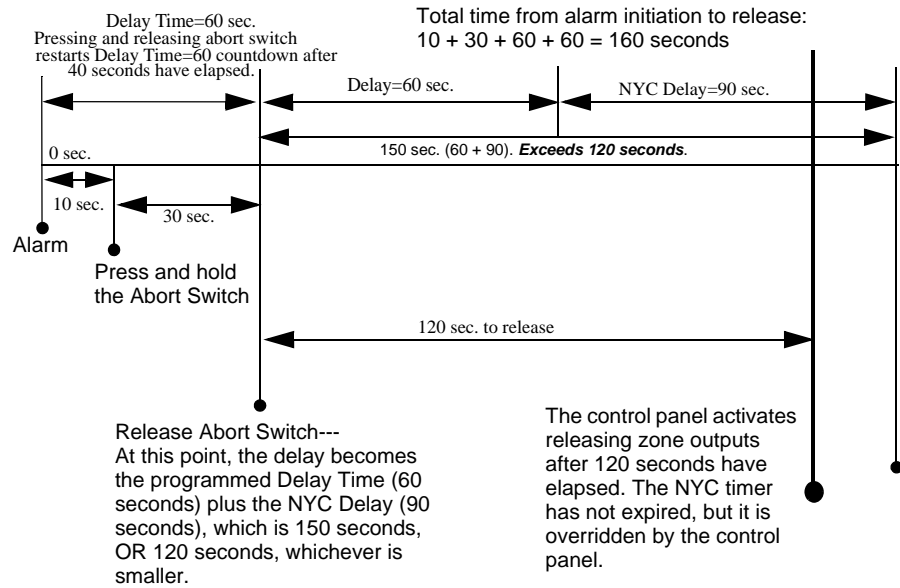 Delay Time=60 sec.
Pressing and releasing abort switch
restarts Delay Time=60 countdown after
40 seconds have elapsed.
Total time from alarm initiation to release:
10 + 30 + 60 + 60 = 160 seconds
Delay=60 sec.
NYC Delay=90 sec.
150 sec. (60 + 90). Exceeds 120 seconds.
0 sec.
10 sec.
30 sec.
Alarm
Press and hold
the Abort Switch
120 sec. to release
Release Abort Switch---
At this point, the delay becomes
the programmed Delay Time (60
seconds) plus the NYC Delay (90
seconds), which is 150 seconds,
OR 120 seconds, whichever is
smaller.
The control panel activates
releasing zone outputs
after 120 seconds have
elapsed. The NYC timer
has not expired, but it is
overridden by the control
panel.